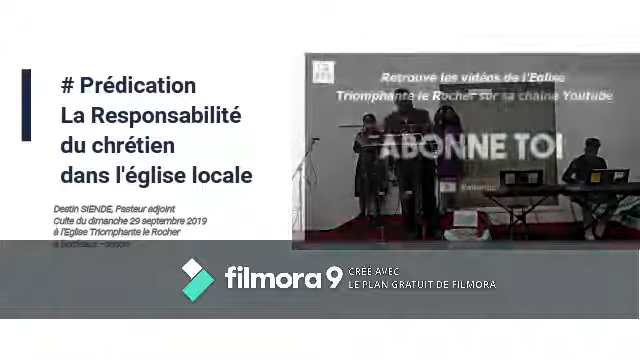 # Prédication
La Responsabilité
du chrétien
dans l'église locale
Destin SIENDE, Pasteur adjoint
Culte du dimanche 29 septembre 2019
à l'Eglise Triomphante le Rocher
Retrouve les vidéos de l'Eglise
Triomphante le Rocher sur sa chaîne Youtube
ABONNE TOI
filmora 9
CRÉÉ AVEC
LE PLAN GRATUIT DE FILMORA